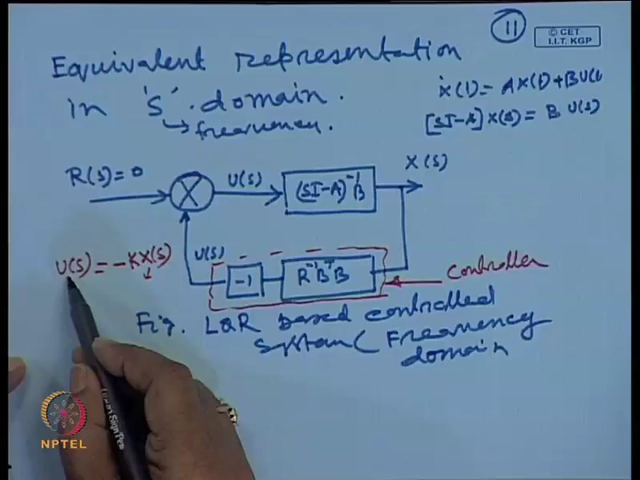 11
© CET
I.I.T. KGP
Equivalent representation
in 'S' domain.
frequency.
Ẋ(t) = AX(t) + BU(t
[SI-A] X(S) = B U(S)
R(S) = 0
U(S)
(SI-A)⁻¹B
X(S)
U(S)
-1
R⁻¹BᵀB
U(S) = -KX(S)
controller
Fig. LQR based controlled
system (Frequency
domain
NPTEL